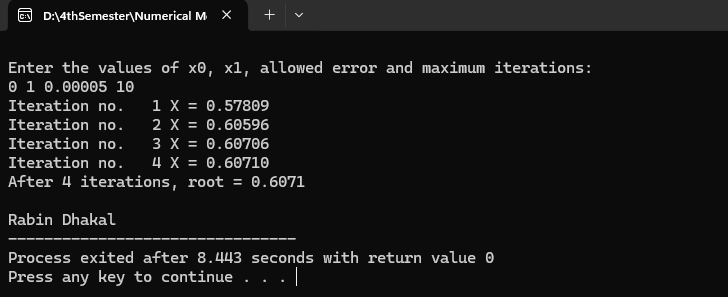 D:\4thSemester\Numerical M
Enter the values of x0, x1, allowed error and maximum iterations:
0 1 0.00005 10
Iteration no.   1 X = 0.57809
Iteration no.   2 X = 0.60596
Iteration no.   3 X = 0.60706
Iteration no.   4 X = 0.60710
After 4 iterations, root = 0.6071
Rabin Dhakal
--------------------------------
Process exited after 8.443 seconds with return value 0
Press any key to continue . . .